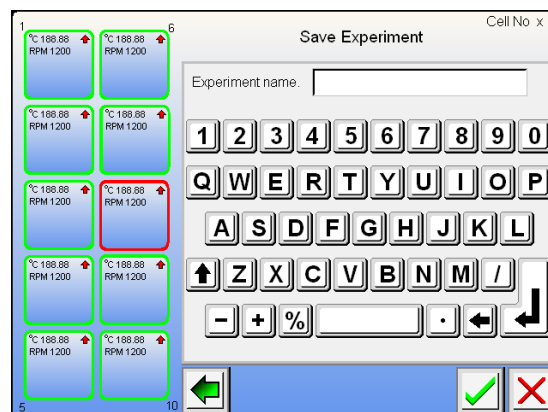 1
6
°C 188.88
RPM 1200
°C 188.88
RPM 1200
°C 188.88
RPM 1200
°C 188.88
RPM 1200
°C 188.88
RPM 1200
°C 188.88
RPM 1200
°C 188.88
RPM 1200
°C 188.88
RPM 1200
°C 188.88
RPM 1200
°C 188.88
RPM 1200
5
10
Cell No x
Save Experiment
Experiment name.
1 2 3 4 5 6 7 8 9 0
Q W E R T Y U I O P
A S D F G H J K L
Z X C V B N M /
- + % .